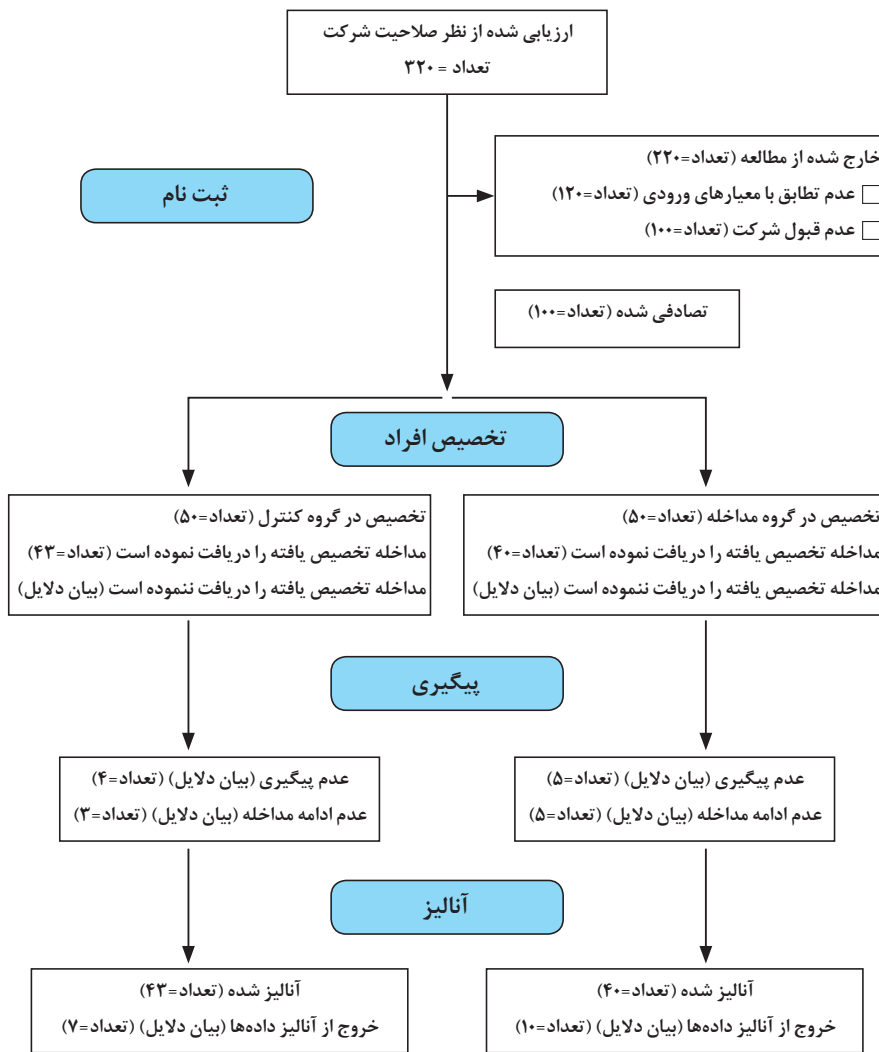 ارزیابی شده از نظر صلاحیت شرکت
تعداد = ۳۲۰
خارج شده از مطالعه (تعداد=۲۲۰)
عدم تطابق با معیارهای ورودی (تعداد=۱۲۰)
عدم قبول شرکت (تعداد=۱۰۰)
ثبت نام
تصادفی شده (تعداد=۱۰۰)
تخصیص افراد
تخصیص در گروه مداخله (تعداد=۵۰)
مداخله تخصیص یافته را دریافت نموده است (تعداد=۴۰)
مداخله تخصیص یافته را دریافت ننموده است (بیان دلایل)
تخصیص در گروه کنترل (تعداد=۵۰)
مداخله تخصیص یافته را دریافت نموده است (تعداد=۴۳)
مداخله تخصیص یافته را دریافت ننموده است (بیان دلایل)
پیگیری
عدم پیگیری (بیان دلایل) (تعداد=۵)
عدم ادامه مداخله (بیان دلایل) (تعداد=۵)
عدم پیگیری (بیان دلایل) (تعداد=۴)
عدم ادامه مداخله (بیان دلایل) (تعداد=۳)
آنالیز
آنالیز شده (تعداد=۴۰)
خروج از آنالیز داده‌ها (بیان دلایل) (تعداد=۱۰)
آنالیز شده (تعداد=۴۳)
خروج از آنالیز داده‌ها (بیان دلایل) (تعداد=۷)